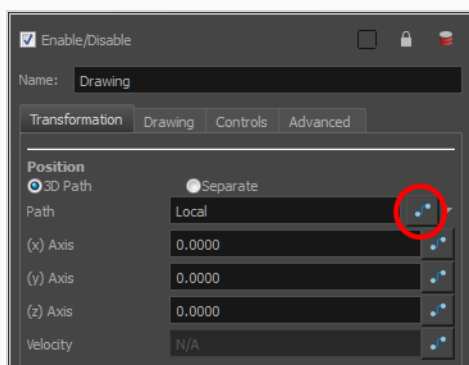 Enable/Disable
Name: Drawing
Transformation Drawing Controls Advanced
Position
3D Path Separate
Path Local
(x) Axis 0.0000
(y) Axis 0.0000
(z) Axis 0.0000
Velocity N/A